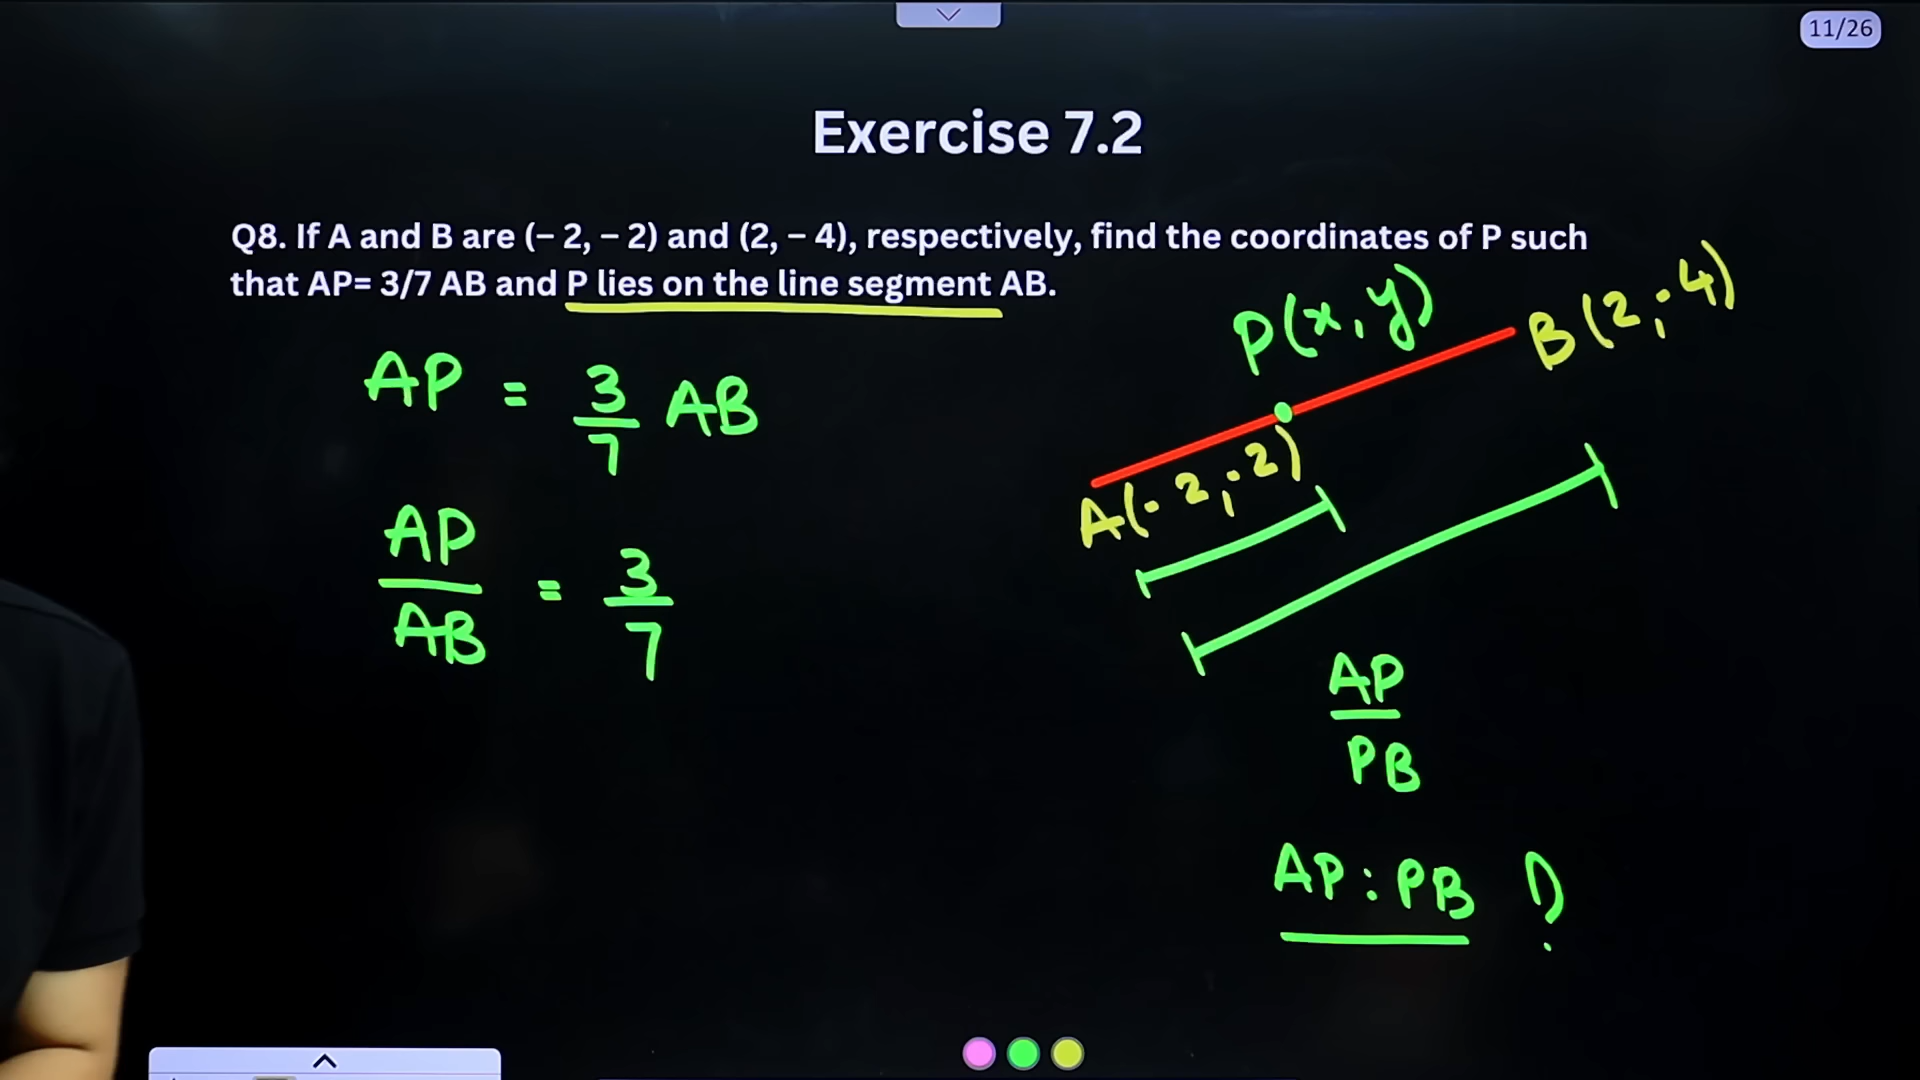 11/26
Exercise 7.2
Q8. If A and B are (– 2, – 2) and (2, – 4), respectively, find the coordinates of P such
that AP= 3/7 AB and P lies on the line segment AB.
AP = 3/7 AB
AP/AB = 3/7
P(x, y)
B(2, -4)
A(-2, -2)
AP/PB
AP : PB ?